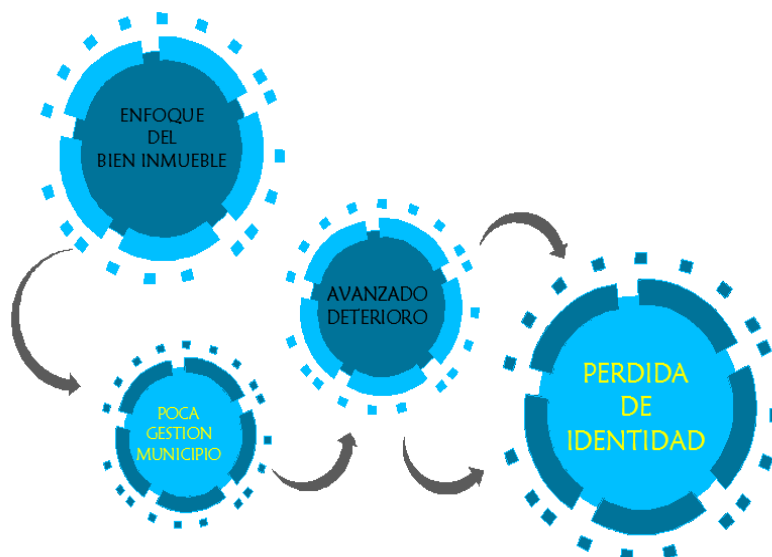 ENFOQUE
DEL
BIEN INMUEBLE
POCA
GESTION
MUNICIPIO
AVANZADO
DETERIORO
PERDIDA
DE
IDENTIDAD